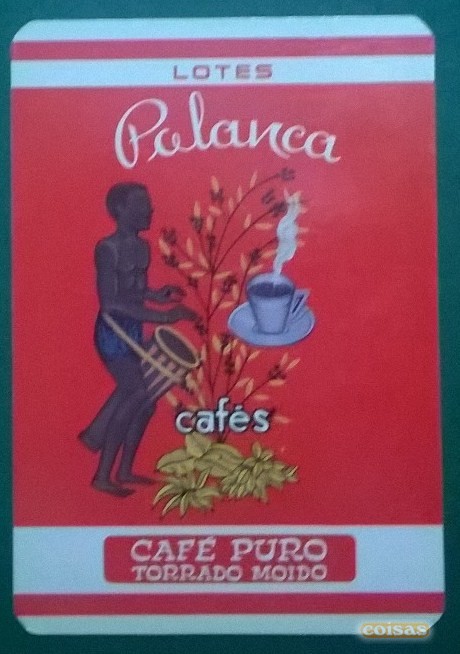 LOTES
Palanca
cafés
CAFÉ PURO
TORRADO MOIDO
coisas